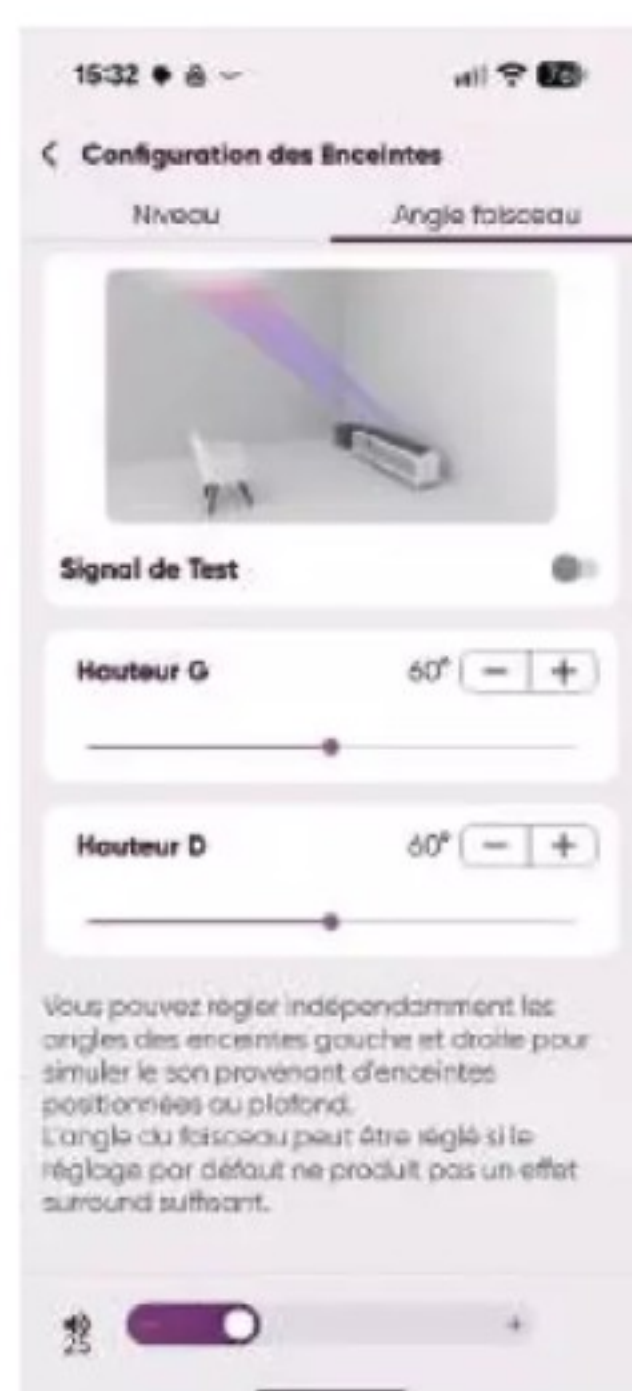 15:32
Configuration des Enceintes
Niveau Angle faisceau
Signal de Test
Hauteur G 60° − +
Hauteur D 60° − +
Vous pouvez régler indépendamment les
angles des enceintes gauche et droite pour
simuler le son provenant d'enceintes
positionnées au plafond.
L'angle du faisceau peut être réglé si le
réglage par défaut ne produit pas un effet
surround suffisant.
25 − +